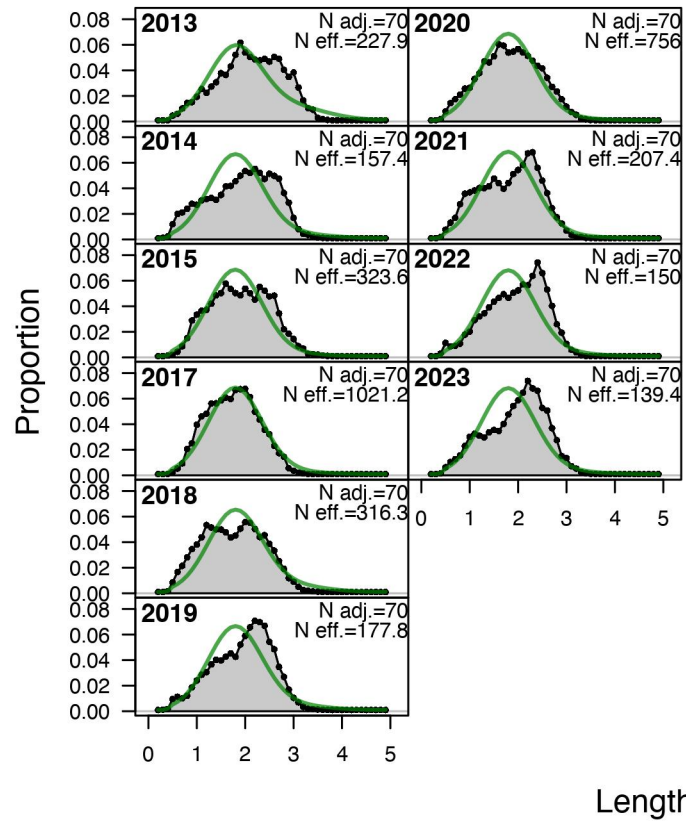 Proportion
0.08
0.06
0.04
0.02
0.00
2013
N adj.=70
N eff.=227.9
0.08
0.06
0.04
0.02
0.00
2014
N adj.=70
N eff.=157.4
0.08
0.06
0.04
0.02
0.00
2015
N adj.=70
N eff.=323.6
0.08
0.06
0.04
0.02
0.00
2017
N adj.=70
N eff.=1021.2
0.08
0.06
0.04
0.02
0.00
2018
N adj.=70
N eff.=316.3
0.08
0.06
0.04
0.02
0.00
2019
N adj.=70
N eff.=177.8
0 1 2 3 4 5
2020
N adj.=70
N eff.=756
2021
N adj.=70
N eff.=207.4
2022
N adj.=70
N eff.=150
2023
N adj.=70
N eff.=139.4
0 1 2 3 4 5
Length